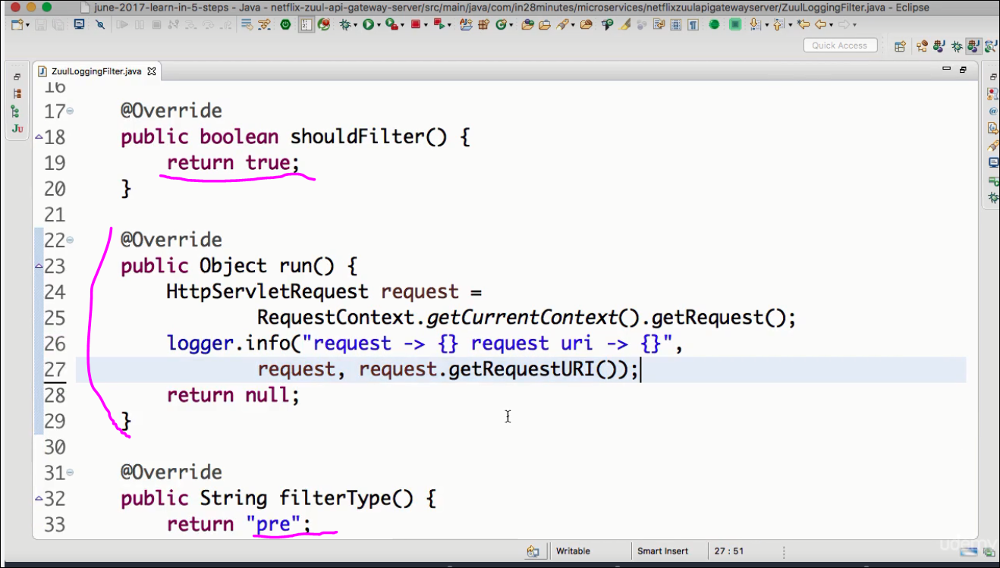 june-2017-learn-in-5-steps - Java - netflix-zuul-api-gateway-server/src/main/java/com/in28minutes/microservices/netflixzuulapigatewayserver/ZuulLoggingFilter.java - Eclipse
Quick Access
ZuulLoggingFilter.java
16
17 @Override
18 public boolean shouldFilter() {
19 return true;
20 }
21
22 @Override
23 public Object run() {
24 HttpServletRequest request =
25 RequestContext.getCurrentContext().getRequest();
26 logger.info("request -> {} request uri -> {}",
27 request, request.getRequestURI());
28 return null;
29 }
30
31 @Override
32 public String filterType() {
33 return "pre";
Writable Smart Insert 27 : 51
udemy